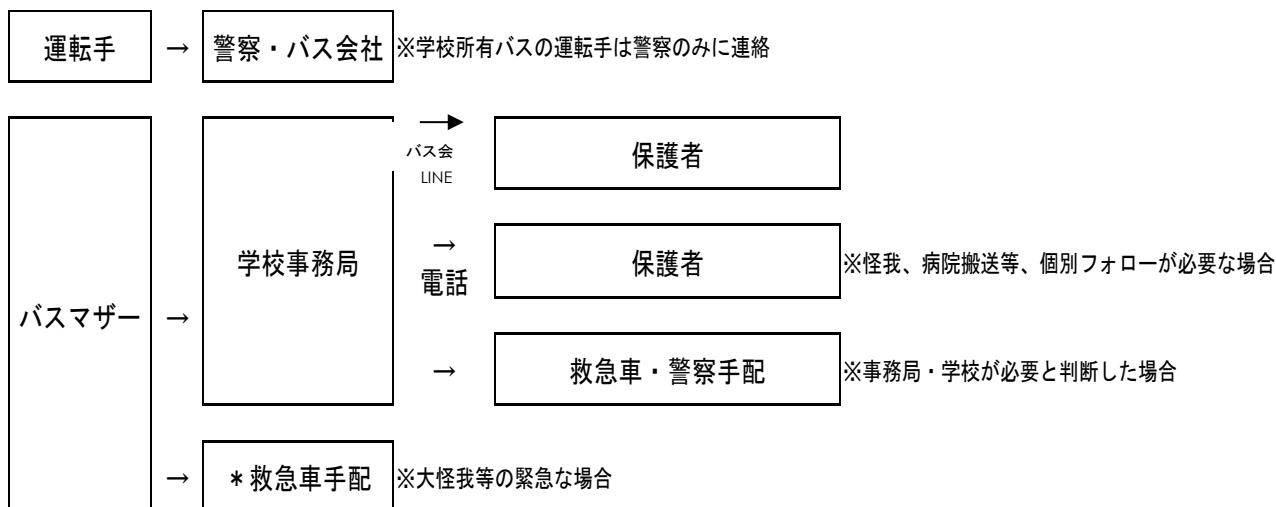 運転手 → 警察・バス会社 ※学校所有バスの運転手は警察のみに連絡
バス会
LINE
保護者
学校事務局
→
電話
保護者 ※怪我、病院搬送等、個別フォローが必要な場合
バスマザー →
→ 救急車・警察手配 ※事務局・学校が必要と判断した場合
→ *救急車手配 ※大怪我等の緊急な場合